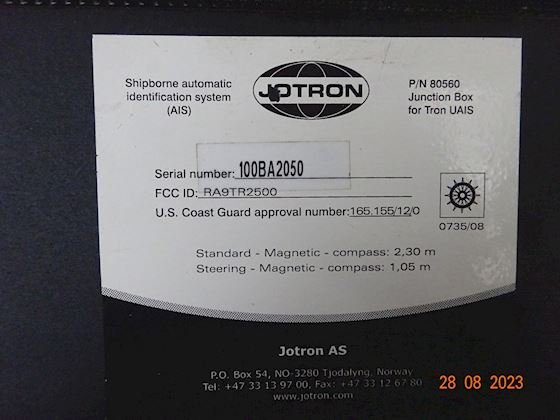 Shipborne automatic
identification system
(AIS)
JOTRON
P/N 80560
Junction Box
for Tron UAIS
Serial number: 100BA2050
FCC ID: RA9TR2500
U.S. Coast Guard approval number: 165.155/12/0
0735/08
Standard - Magnetic - compass: 2,30 m
Steering - Magnetic - compass: 1,05 m
Jotron AS
P.O. Box 54, NO-3280 Tjodalyng, Norway
Tel: +47 33 13 97 00, Fax: +47 33 12 67 80
www.jotron.com
28 08 2023